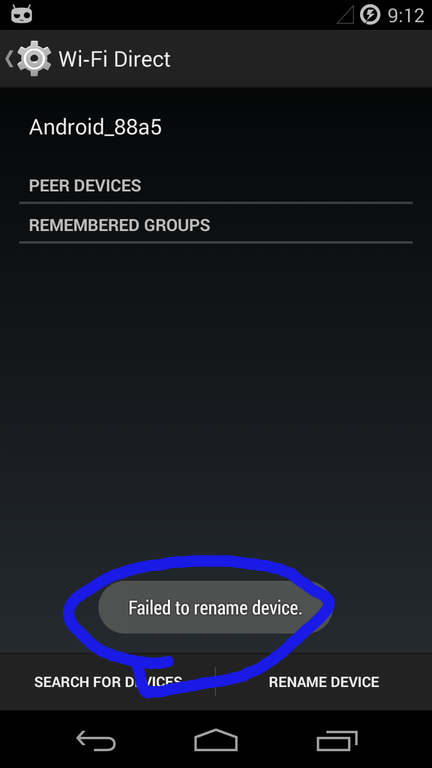 9:12
Wi-Fi Direct
Android_88a5
PEER DEVICES
REMEMBERED GROUPS
Failed to rename device.
SEARCH FOR DEVICES
RENAME DEVICE